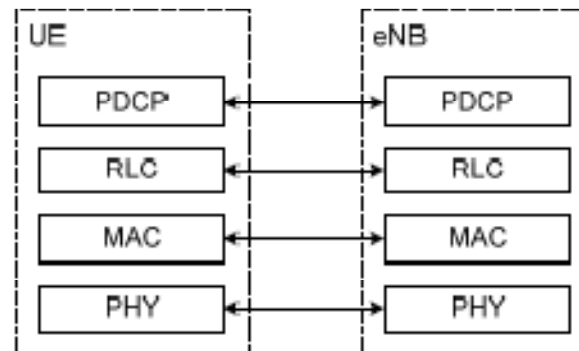 UE eNB
PDCP PDCP
RLC RLC
MAC MAC
PHY PHY